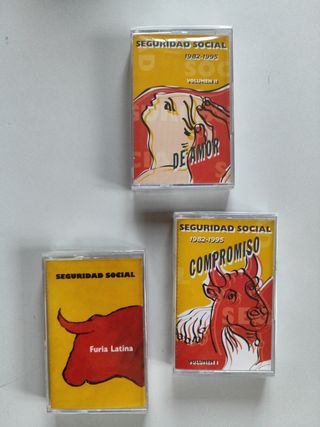 SEGURIDAD SOCIAL
1982-1995
VOLUMEN II
DE AMOR
SEGURIDAD SOCIAL
1982-1995
COMPROMISO
VOLUMEN I
SEGURIDAD SOCIAL
Furia Latina